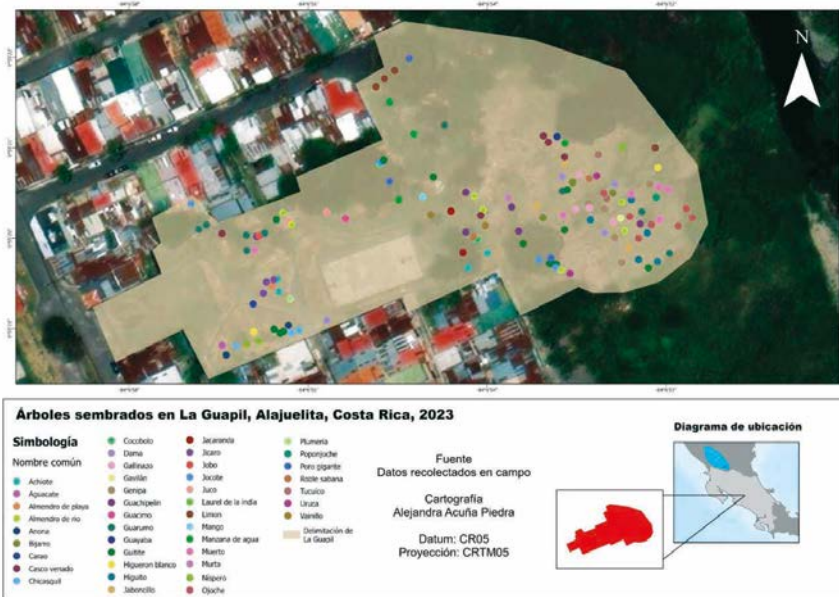 N
Árboles sembrados en La Guapil, Alajuelita, Costa Rica, 2023
Simbología
Nombre común
Achiote
Aguacate
Almendro de playa
Almendro de río
Anona
Bijarro
Carao
Casco venado
Chicasquil
Cocobolo
Dama
Gallinazo
Gavilán
Genipa
Guachipelín
Guacimo
Guarumo
Guayaba
Guitite
Higueron blanco
Higuito
Jaboncillo
Jacaranda
Jícaro
Jobo
Jocote
Juco
Laurel de la india
Limon
Mango
Manzana de agua
Muerto
Murta
Níspero
Ojoche
Plumeria
Poponjoche
Poro gigante
Roble sabana
Tucuico
Uruca
Vainillo
Delimitación de
La Guapil
Fuente
Datos recolectados en campo
Cartografía
Alejandra Acuña Piedra
Datum: CR05
Proyección: CRTM05
Diagrama de ubicación